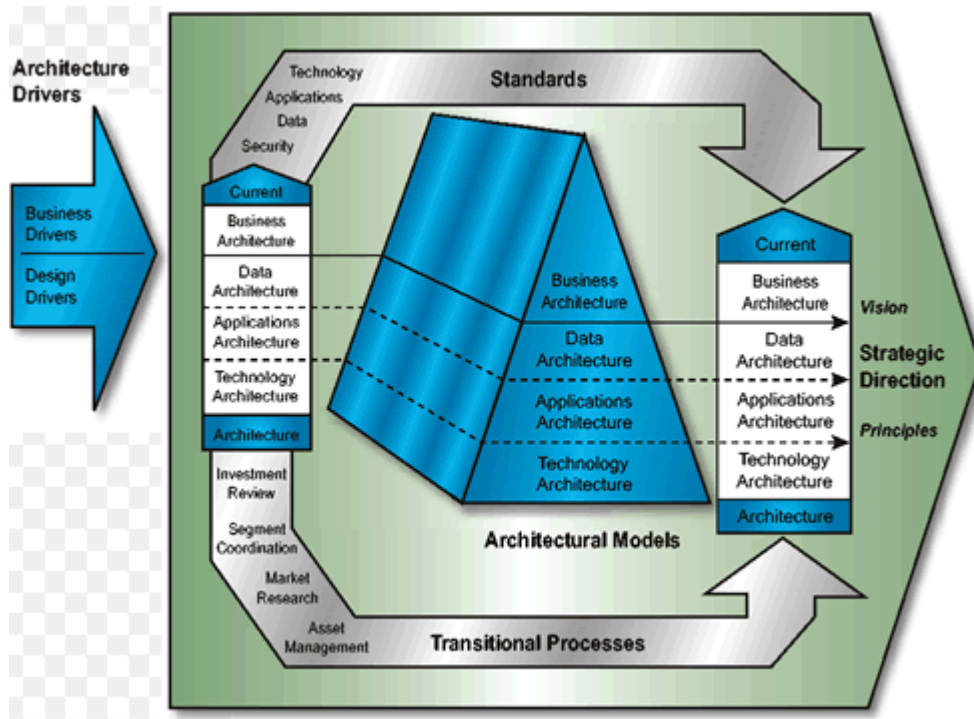 Architecture
Drivers
Business
Drivers
Design
Drivers
Technology
Applications
Data
Security
Standards
Current
Business
Architecture
Data
Architecture
Applications
Architecture
Technology
Architecture
Architecture
Investment
Review
Segment
Coordination
Market
Research
Asset
Management
Transitional Processes
Business
Architecture
Data
Architecture
Applications
Architecture
Technology
Architecture
Architectural Models
Current
Business
Architecture
Data
Architecture
Applications
Architecture
Technology
Architecture
Architecture
Vision
Strategic
Direction
Principles